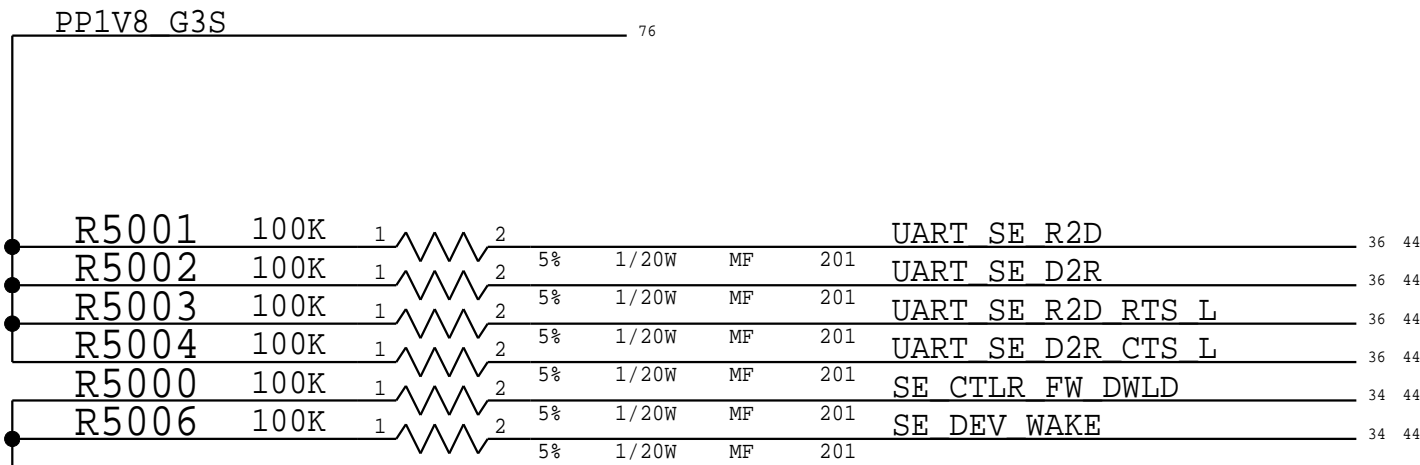 PP1V8_G3S 76
R5001 100K 1 2 UART_SE_R2D 36 44
5% 1/20W MF 201
R5002 100K 1 2 UART_SE_D2R 36 44
5% 1/20W MF 201
R5003 100K 1 2 UART_SE_R2D_RTS_L 36 44
5% 1/20W MF 201
R5004 100K 1 2 UART_SE_D2R_CTS_L 36 44
5% 1/20W MF 201
R5000 100K 1 2 SE_CTLR_FW_DWLD 34 44
5% 1/20W MF 201
R5006 100K 1 2 SE_DEV_WAKE 34 44
5% 1/20W MF 201